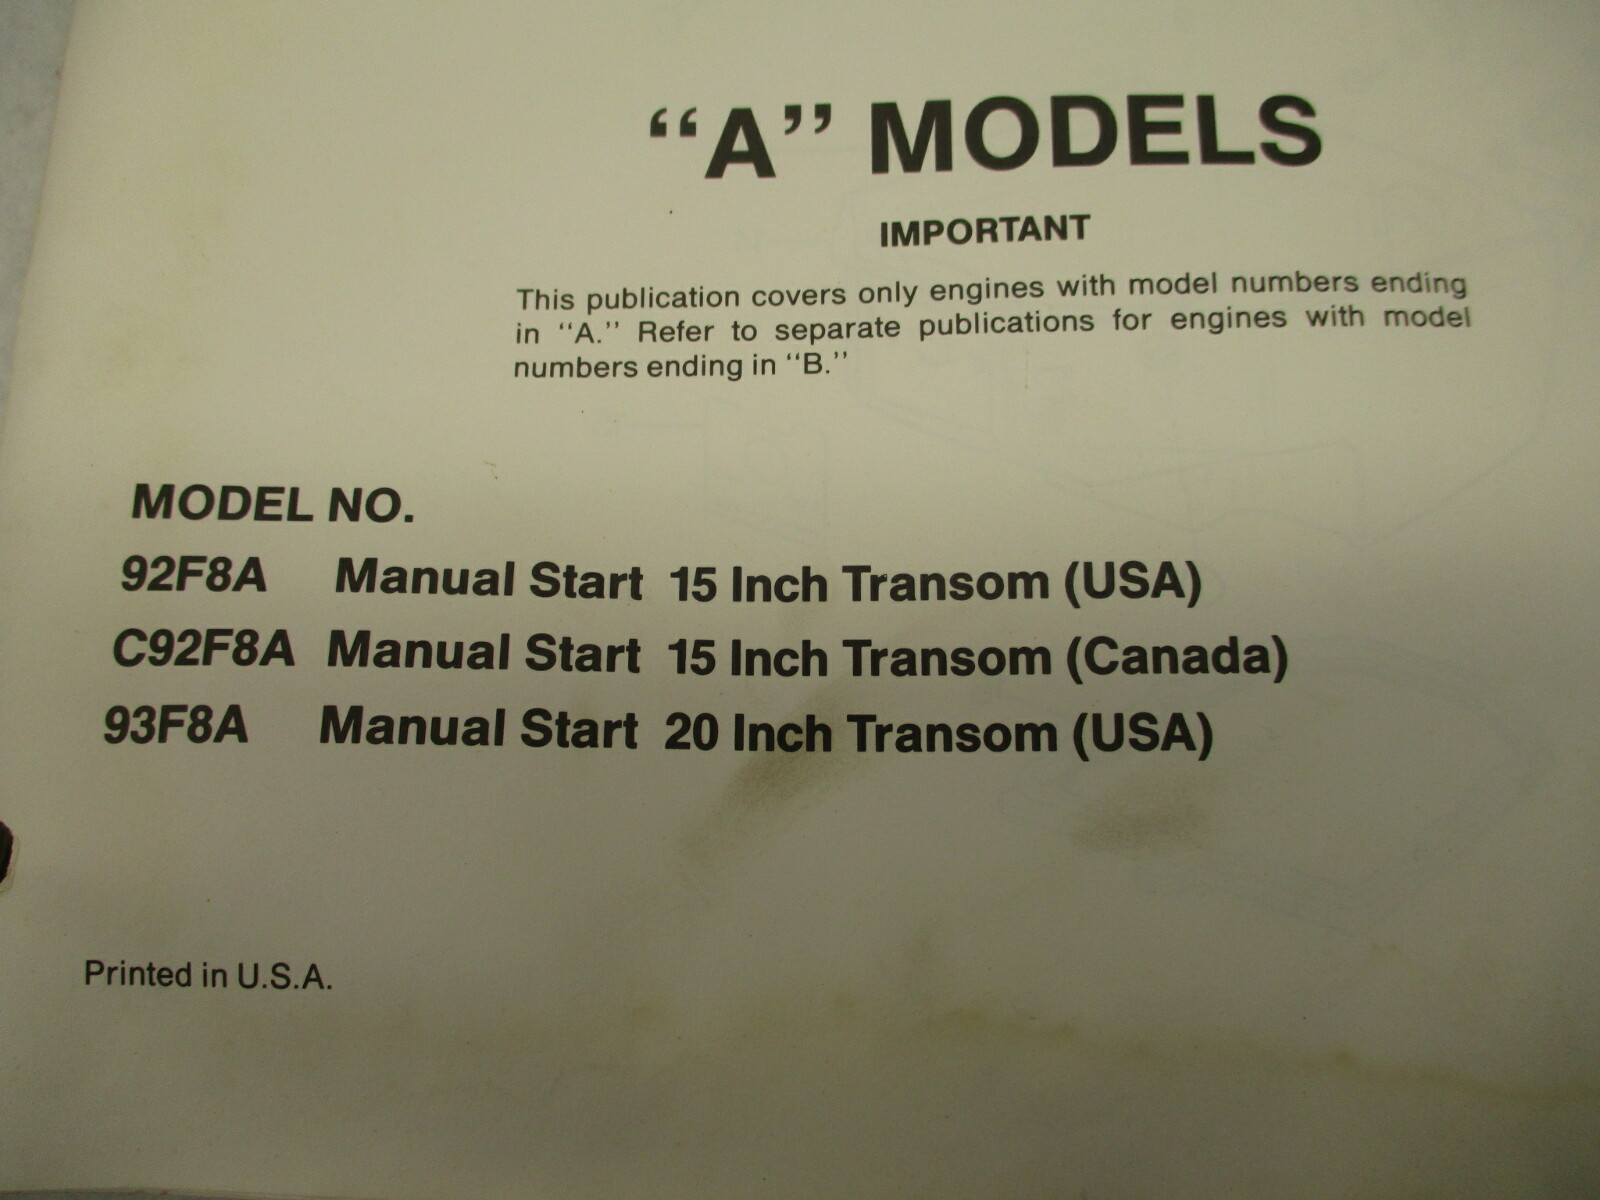 “A” MODELS
IMPORTANT
This publication covers only engines with model numbers ending
in “A.” Refer to separate publications for engines with model
numbers ending in “B.”
MODEL NO.
92F8A Manual Start 15 Inch Transom (USA)
C92F8A Manual Start 15 Inch Transom (Canada)
93F8A Manual Start 20 Inch Transom (USA)
Printed in U.S.A.